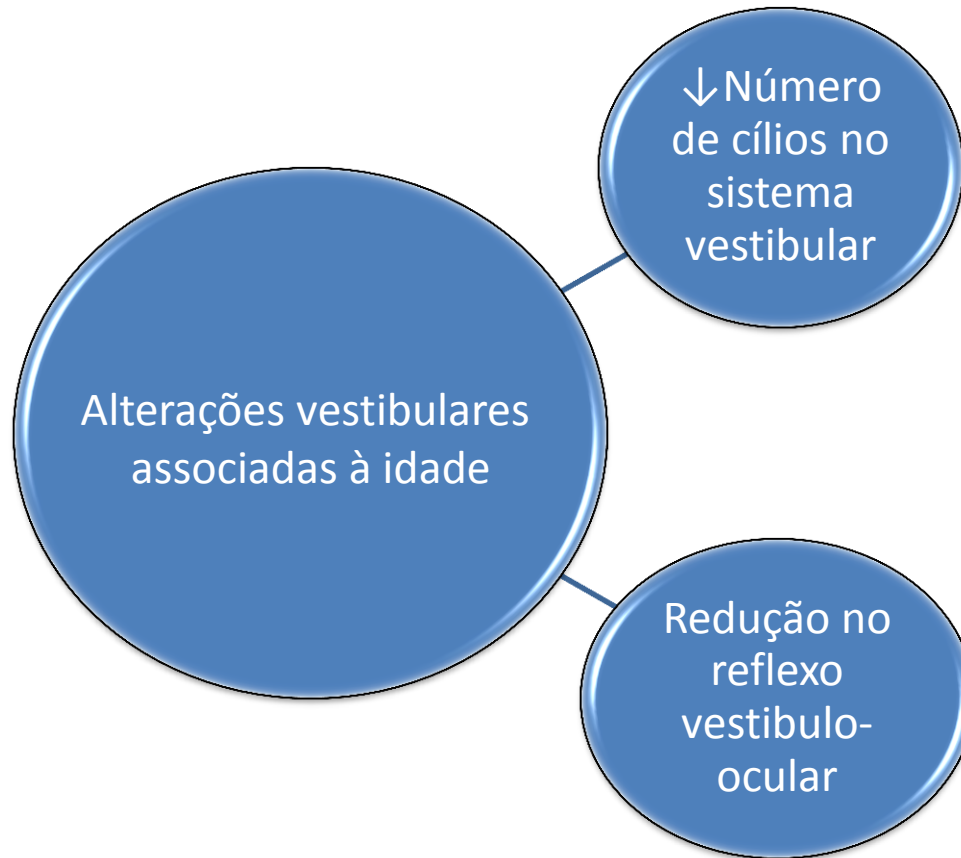 ↓Número
de cílios no
sistema
vestibular
Alterações vestibulares
associadas à idade
Redução no
reflexo
vestibulo-
ocular